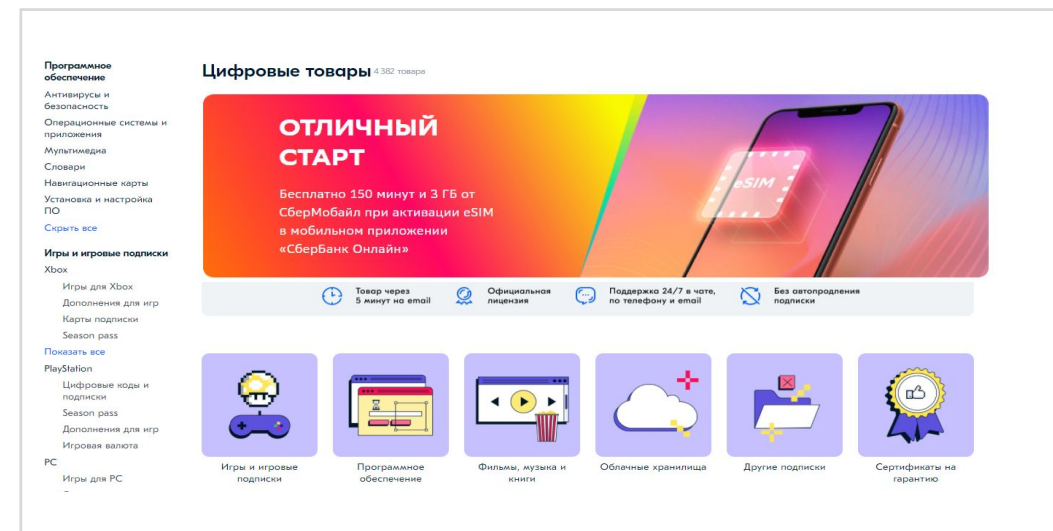 Программное
обеспечение
Антивирусы и
безопасность
Операционные системы и
приложения
Мультимедиа
Словари
Навигационные карты
Установка и настройка
ПО
Скрыть все
Игры и игровые подписки
Xbox
Игры для Xbox
Дополнения для игр
Карты подписки
Season pass
Показать все
PlayStation
Цифровые коды и
подписки
Season pass
Дополнения для игр
Игровая валюта
PC
Игры для PC
Цифровые товары 4 382 товара
ОТЛИЧНЫЙ
СТАРТ
Бесплатно 150 минут и 3 ГБ от
СберМобайл при активации eSIM
в мобильном приложении
«СберБанк Онлайн»
eSIM
Товар через
5 минут на email
Официальная
лицензия
Поддержка 24/7 в чате,
по телефону и email
Без автопродления
подписки
Игры и игровые
подписки
Программное
обеспечение
Фильмы, музыка и
книги
Облачные хранилища
Другие подписки
Сертификаты на
гарантию